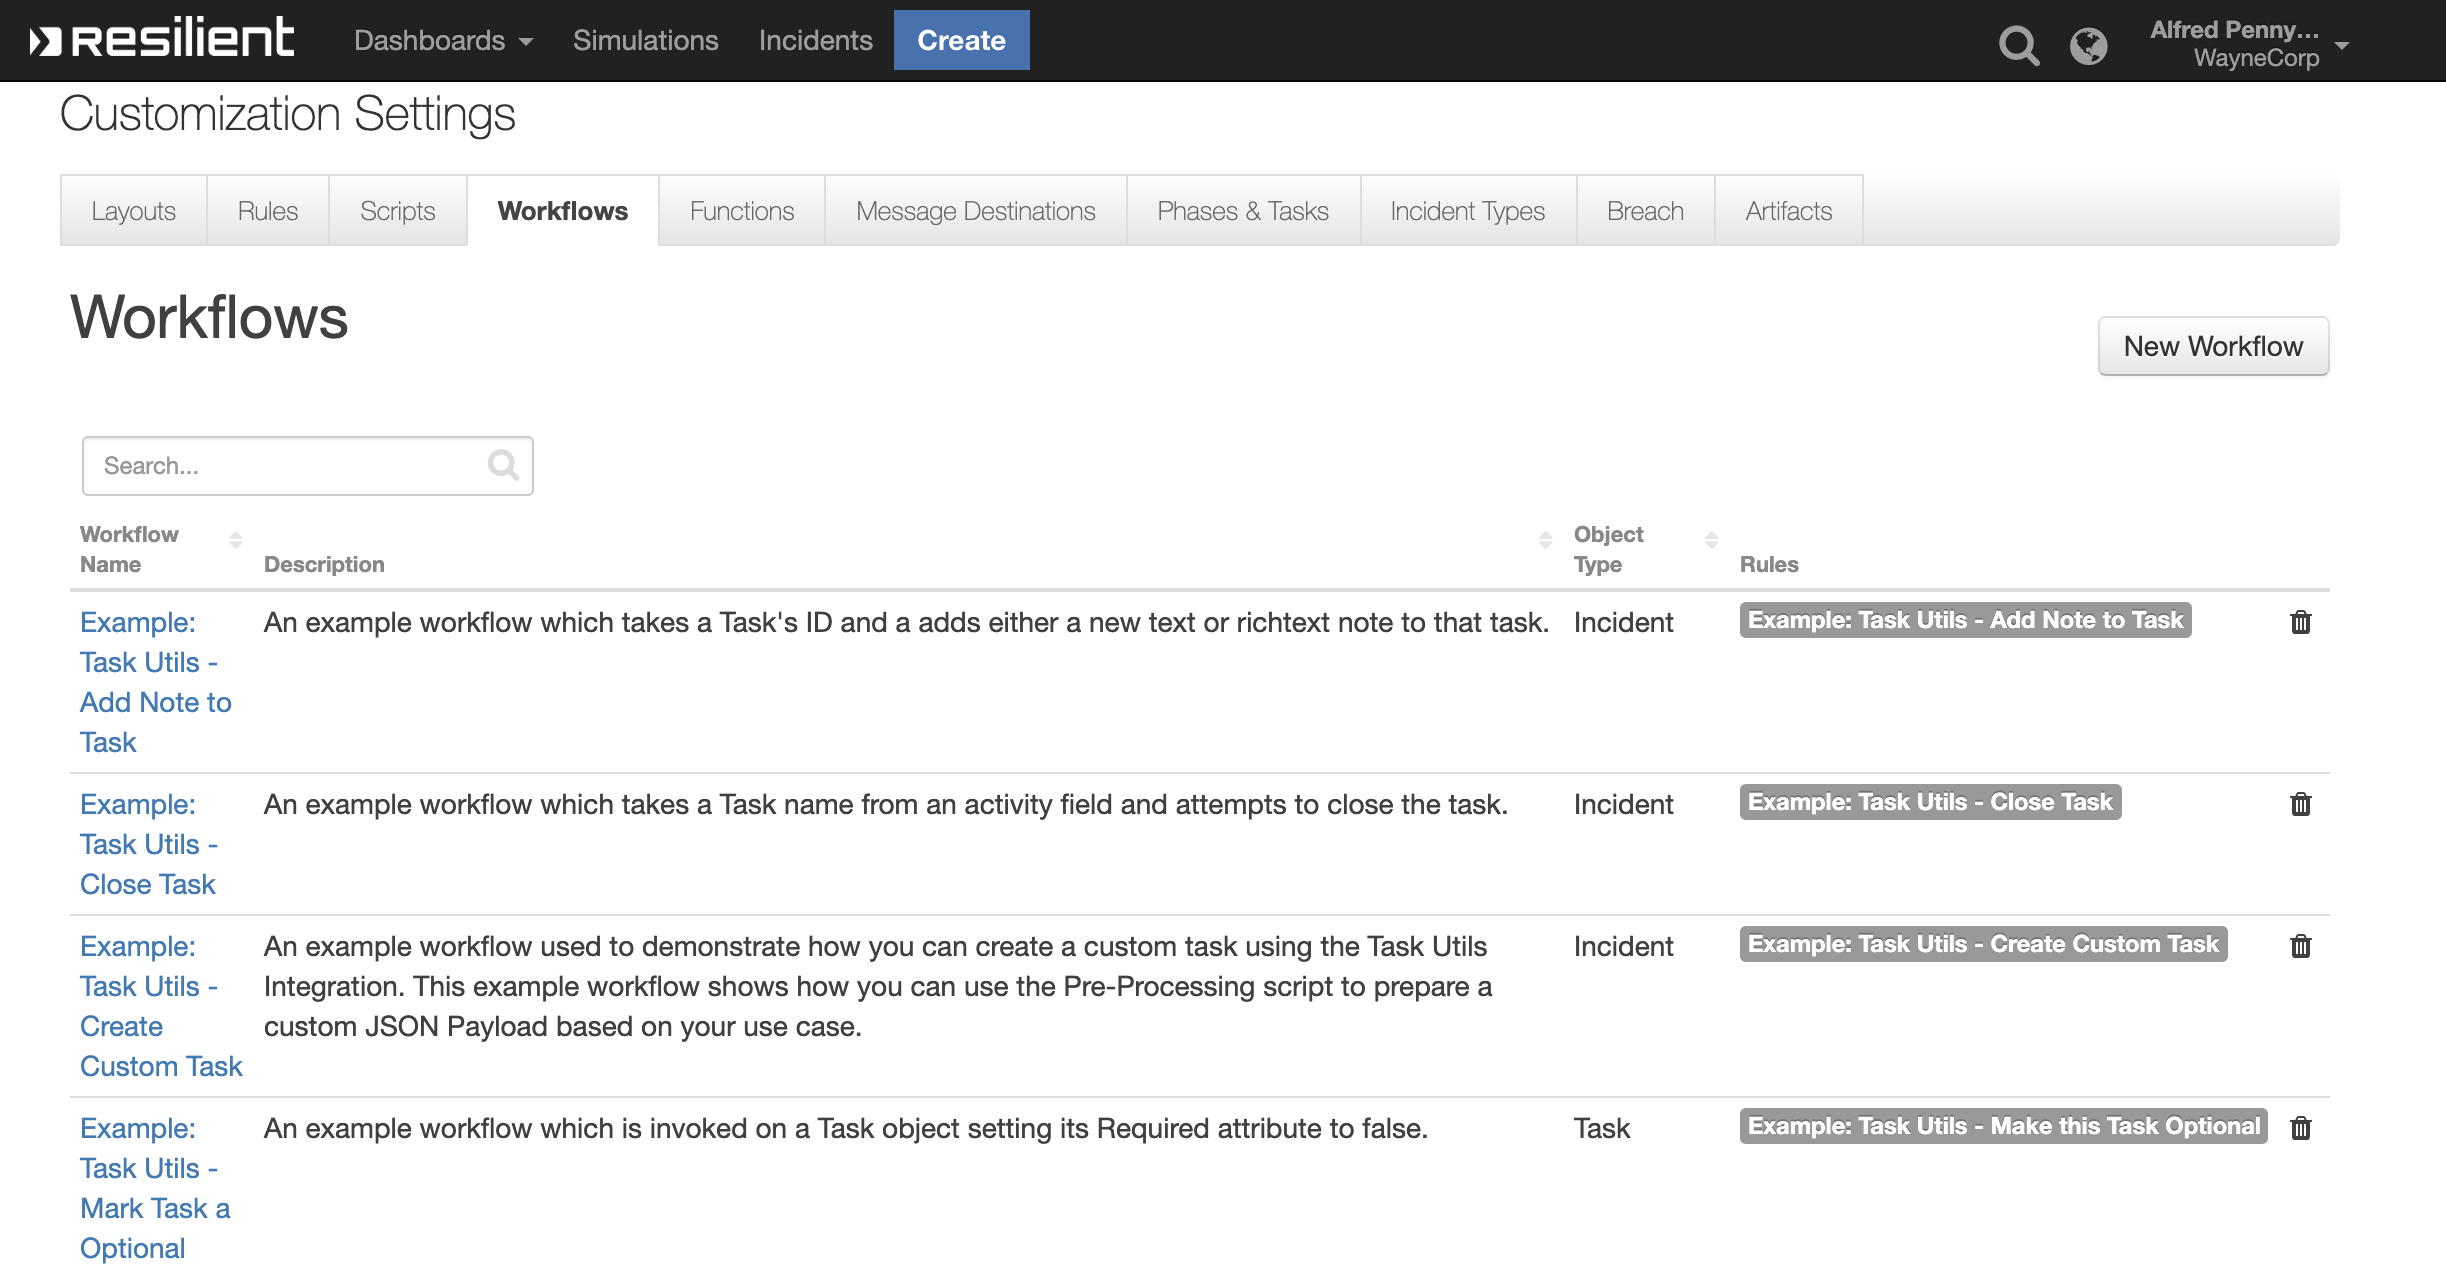 resilient Dashboards Simulations Incidents Create Alfred Penny... WayneCorp
Customization Settings
Layouts Rules Scripts Workflows Functions Message Destinations Phases & Tasks Incident Types Breach Artifacts
Workflows
New Workflow
Search...
Workflow Name Description Object Type Rules
Example: An example workflow which takes a Task's ID and a adds either a new text or richtext note to that task. Incident Example: Task Utils - Add Note to Task
Task Utils -
Add Note to
Task
Example: An example workflow which takes a Task name from an activity field and attempts to close the task. Incident Example: Task Utils - Close Task
Task Utils -
Close Task
Example: An example workflow used to demonstrate how you can create a custom task using the Task Utils Incident Example: Task Utils - Create Custom Task
Task Utils - Integration. This example workflow shows how you can use the Pre-Processing script to prepare a
Create custom JSON Payload based on your use case.
Custom Task
Example: An example workflow which is invoked on a Task object setting its Required attribute to false. Task Example: Task Utils - Make this Task Optional
Task Utils -
Mark Task a
Optional